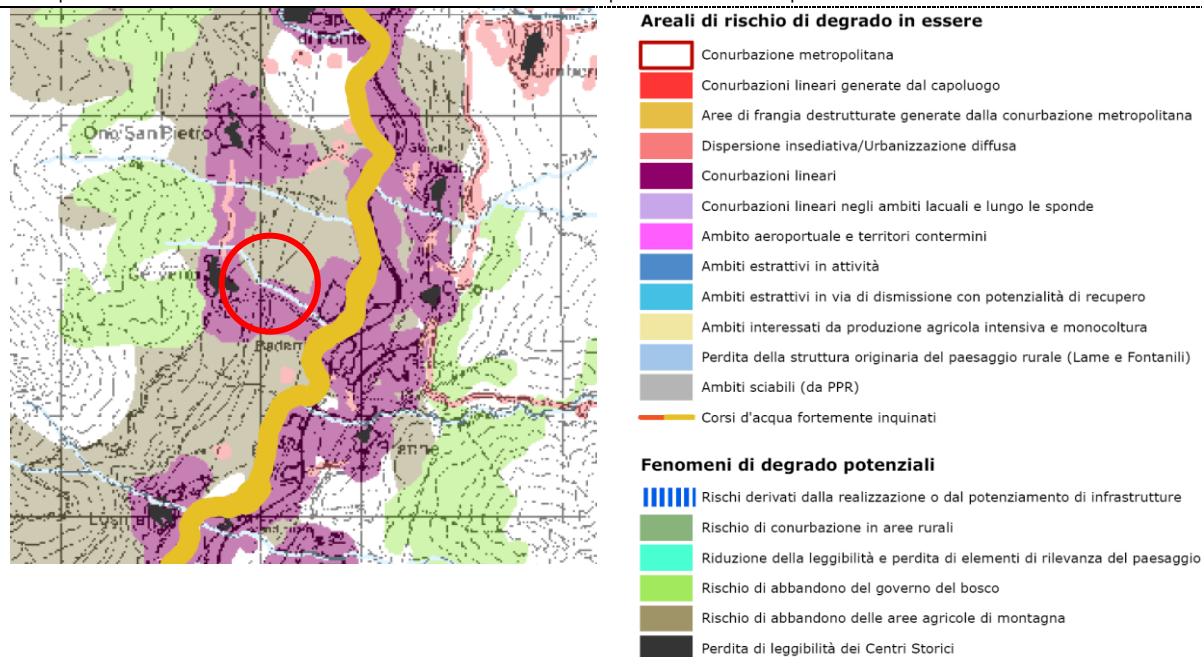 di Ponte
Ono San Pietro
Areali di rischio di degrado in essere
Conurbazione metropolitana
Conurbazioni lineari generate dal capoluogo
Aree di frangia destrutturate generate dalla conurbazione metropolitana
Dispersione insediativa/Urbanizzazione diffusa
Conurbazioni lineari
Conurbazioni lineari negli ambiti lacuali e lungo le sponde
Ambito aeroportuale e territori contermini
Ambiti estrattivi in attività
Ambiti estrattivi in via di dismissione con potenzialità di recupero
Ambiti interessati da produzione agricola intensiva e monocoltura
Perdita della struttura originaria del paesaggio rurale (Lame e Fontanili)
Ambiti sciabili (da PPR)
Corsi d'acqua fortemente inquinati
Fenomeni di degrado potenziali
Rischi derivati dalla realizzazione o dal potenziamento di infrastrutture
Rischio di conurbazione in aree rurali
Riduzione della leggibilità e perdita di elementi di rilevanza del paesaggio
Rischio di abbandono del governo del bosco
Rischio di abbandono delle aree agricole di montagna
Perdita di leggibilità dei Centri Storici